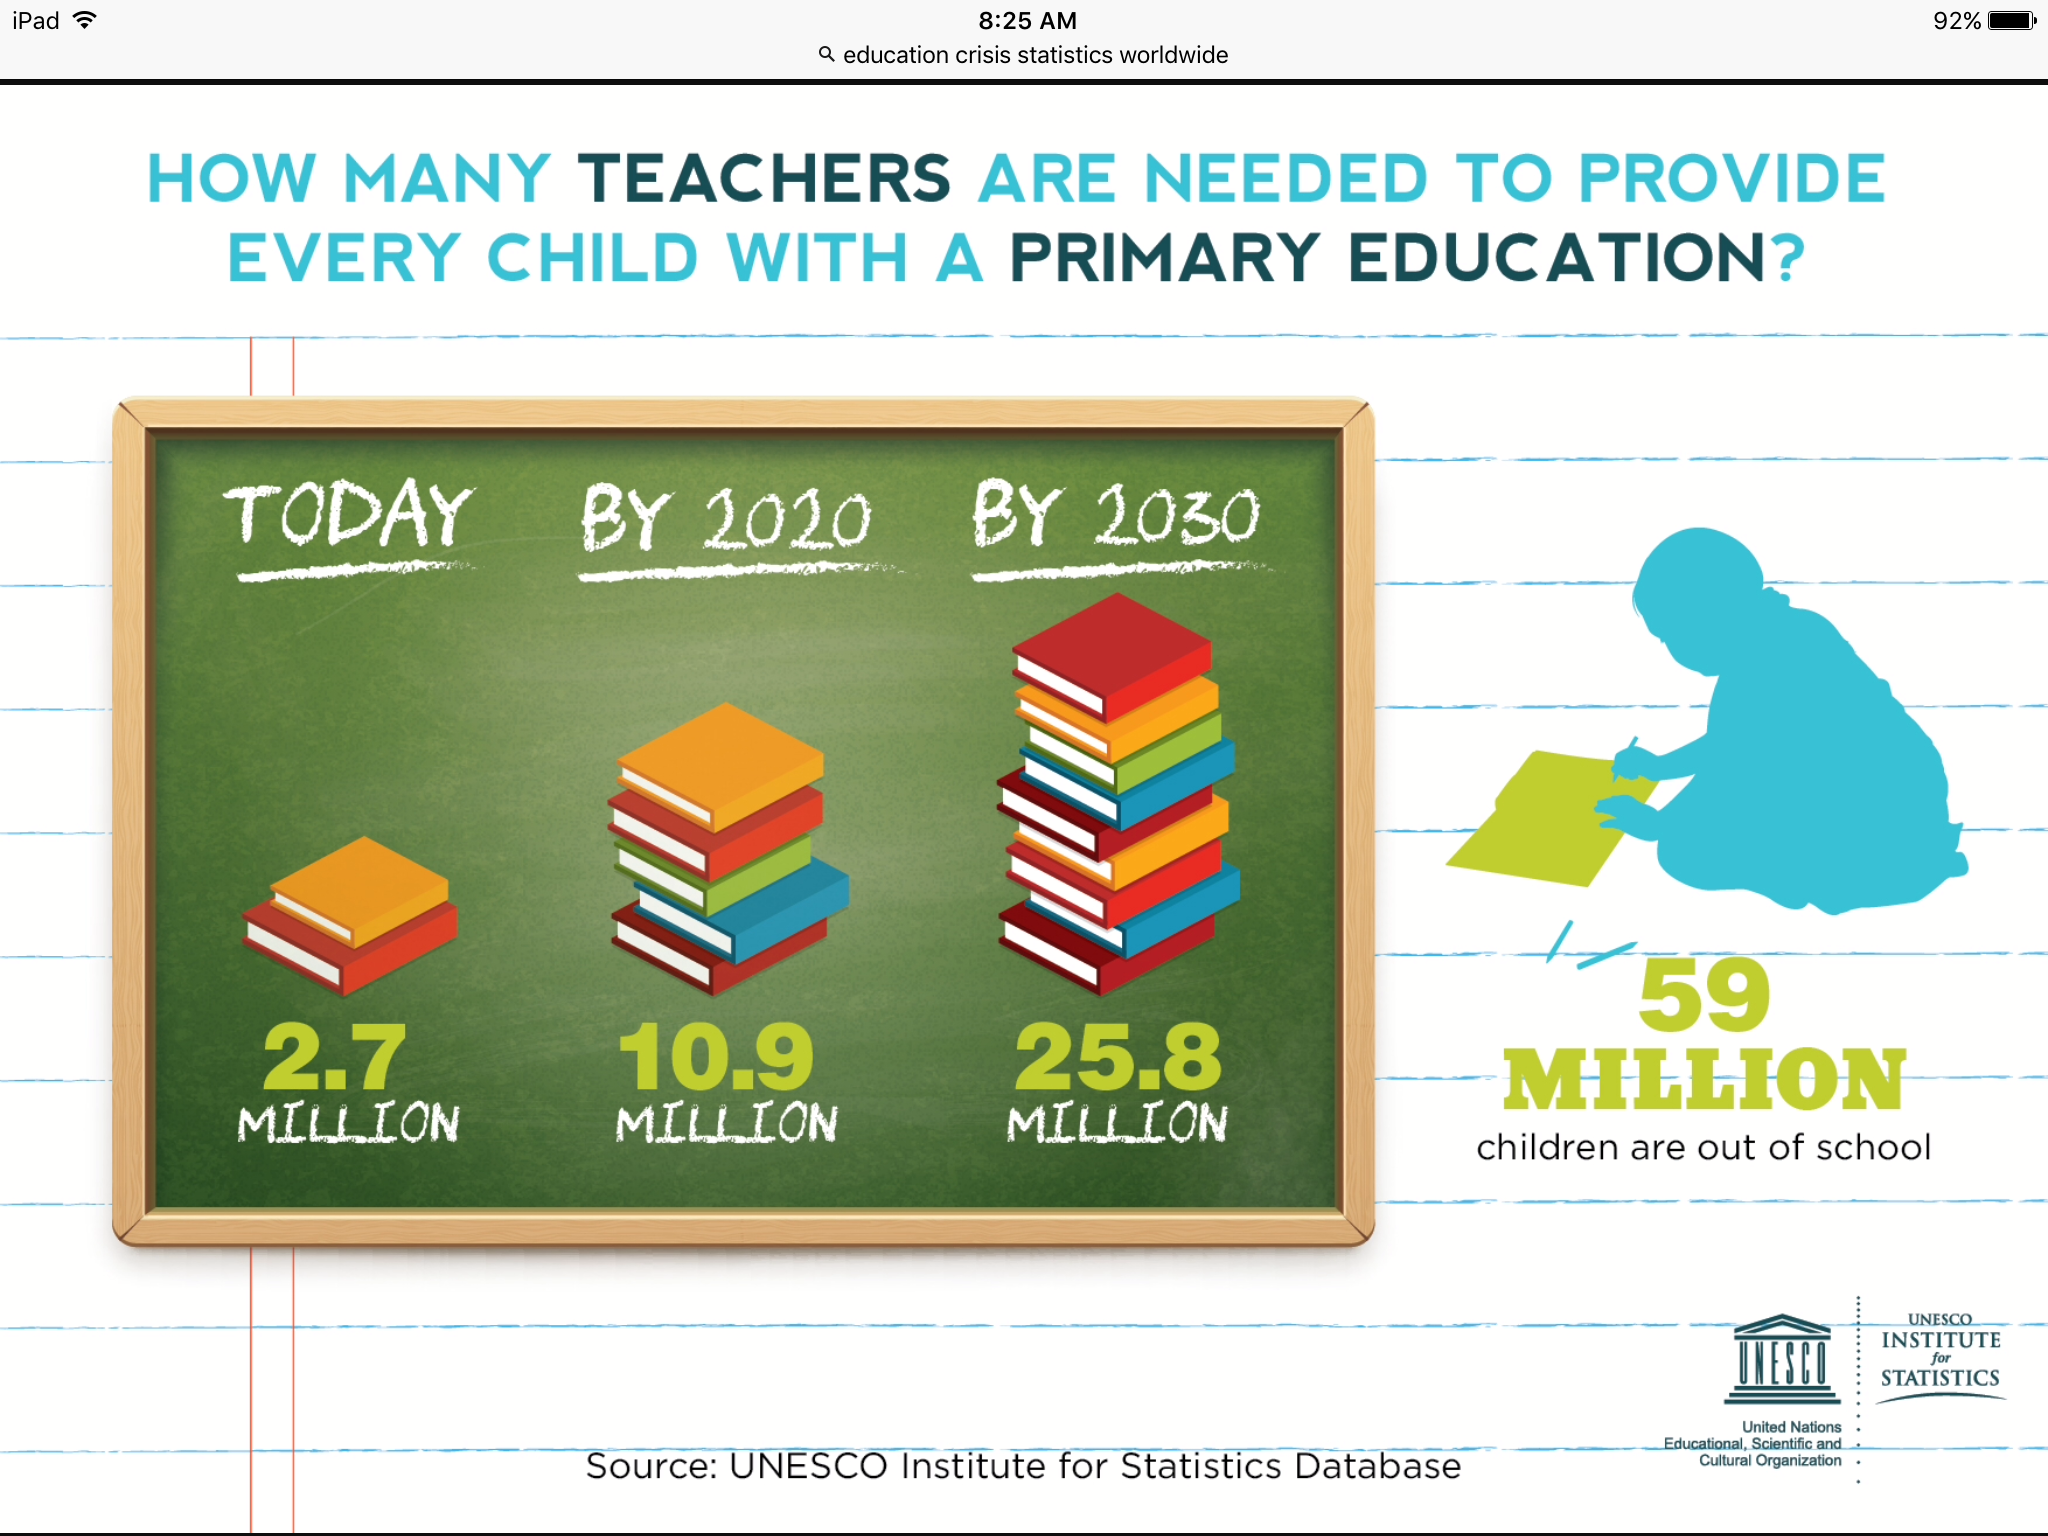 iPad 8:25 AM 92%
education crisis statistics worldwide
HOW MANY TEACHERS ARE NEEDED TO PROVIDE
EVERY CHILD WITH A PRIMARY EDUCATION?
TODAY BY 2020 BY 2030
2.7 10.9 25.8
MILLION MILLION MILLION
59
MILLION
children are out of school
UNESCO
United Nations
Educational, Scientific and
Cultural Organization
UNESCO
INSTITUTE
for
STATISTICS
Source: UNESCO Institute for Statistics Database